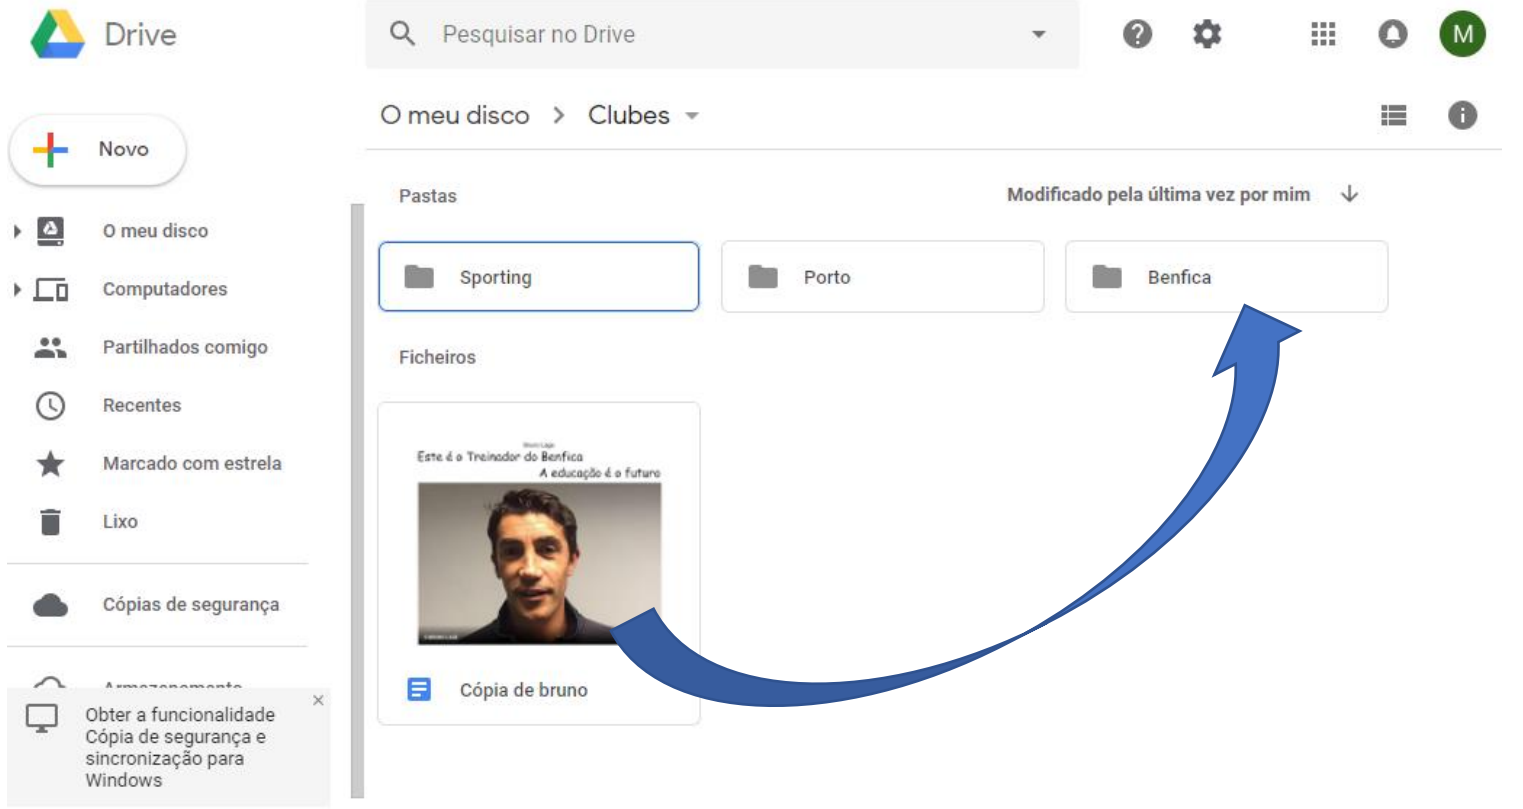 Drive
Pesquisar no Drive
M
O meu disco > Clubes
Novo
Pastas
Modificado pela última vez por mim
O meu disco
Sporting
Porto
Benfica
Computadores
Partilhados comigo
Ficheiros
Recentes
Marcado com estrela
Este é o Treinador do Benfica
A educação é o futuro
Lixo
Cópias de segurança
Armazenamento
Cópia de bruno
Obter a funcionalidade
Cópia de segurança e
sincronização para
Windows